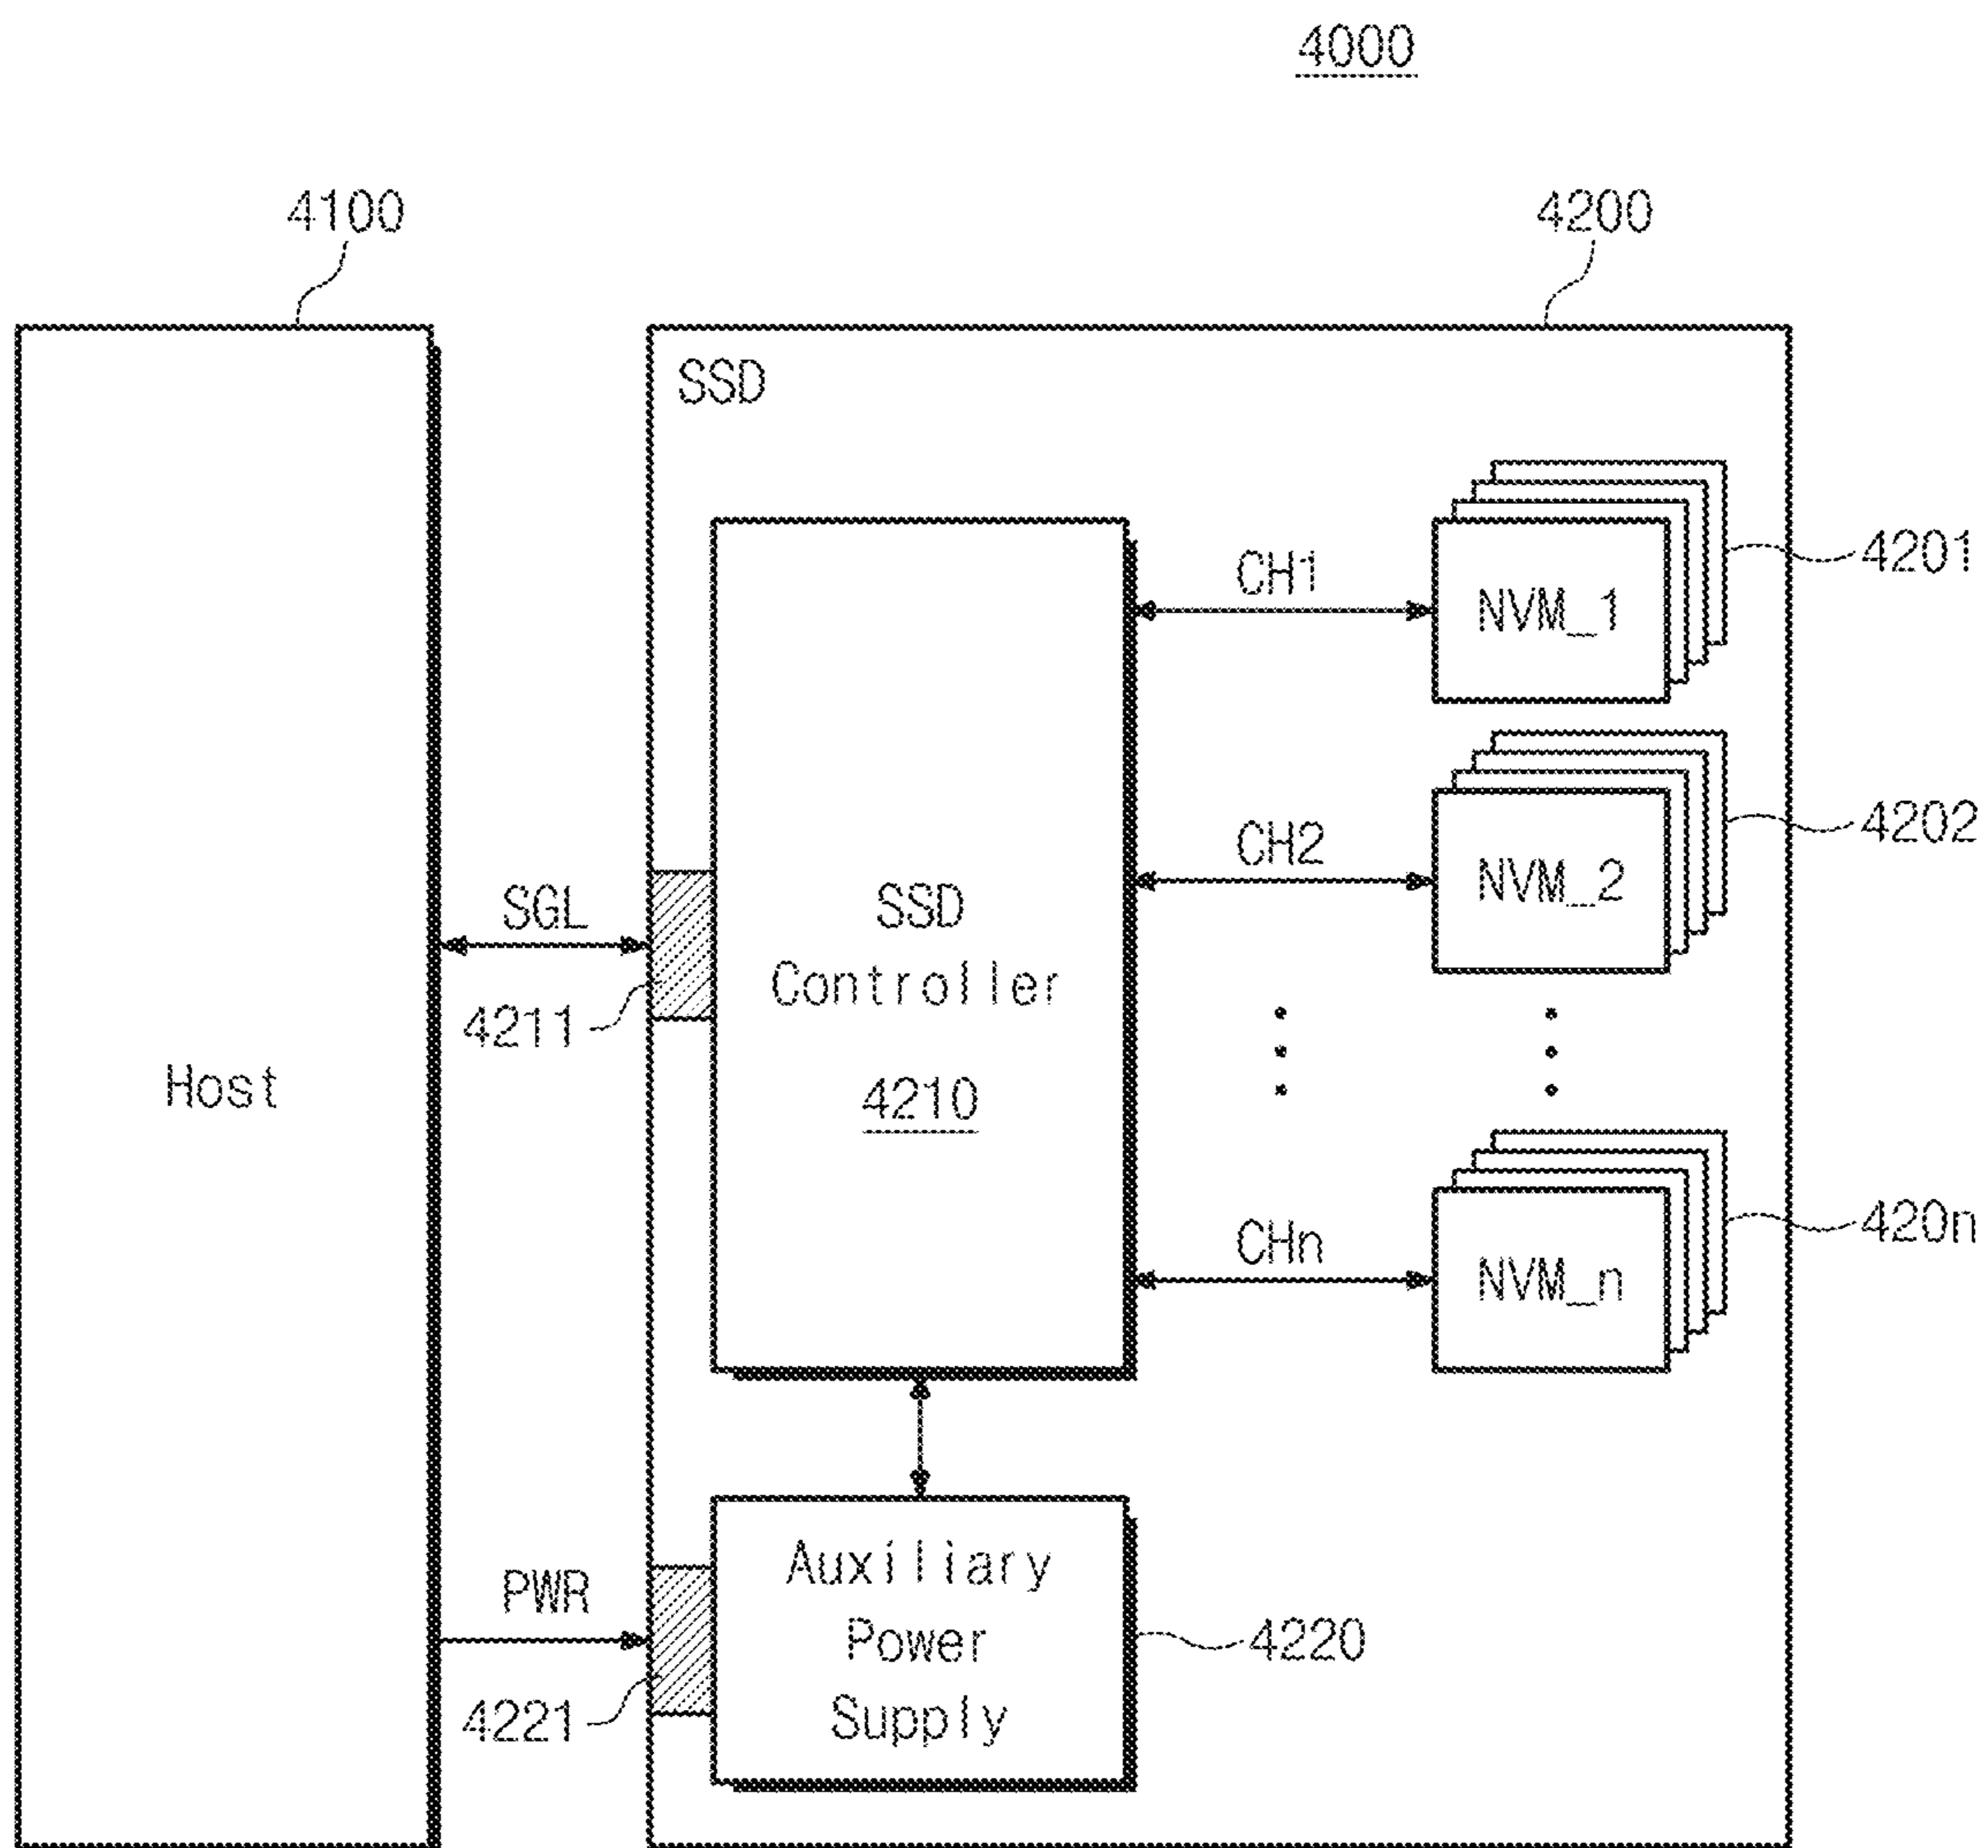 4000
4100
4200
SSD
CH1
NVM_1
4201
CH2
NVM_2
4202
SGL
4211
SSD
Controller
4210
Host
CHn
NVM_n
420n
PWR
4221
Auxiliary
Power
Supply
4220